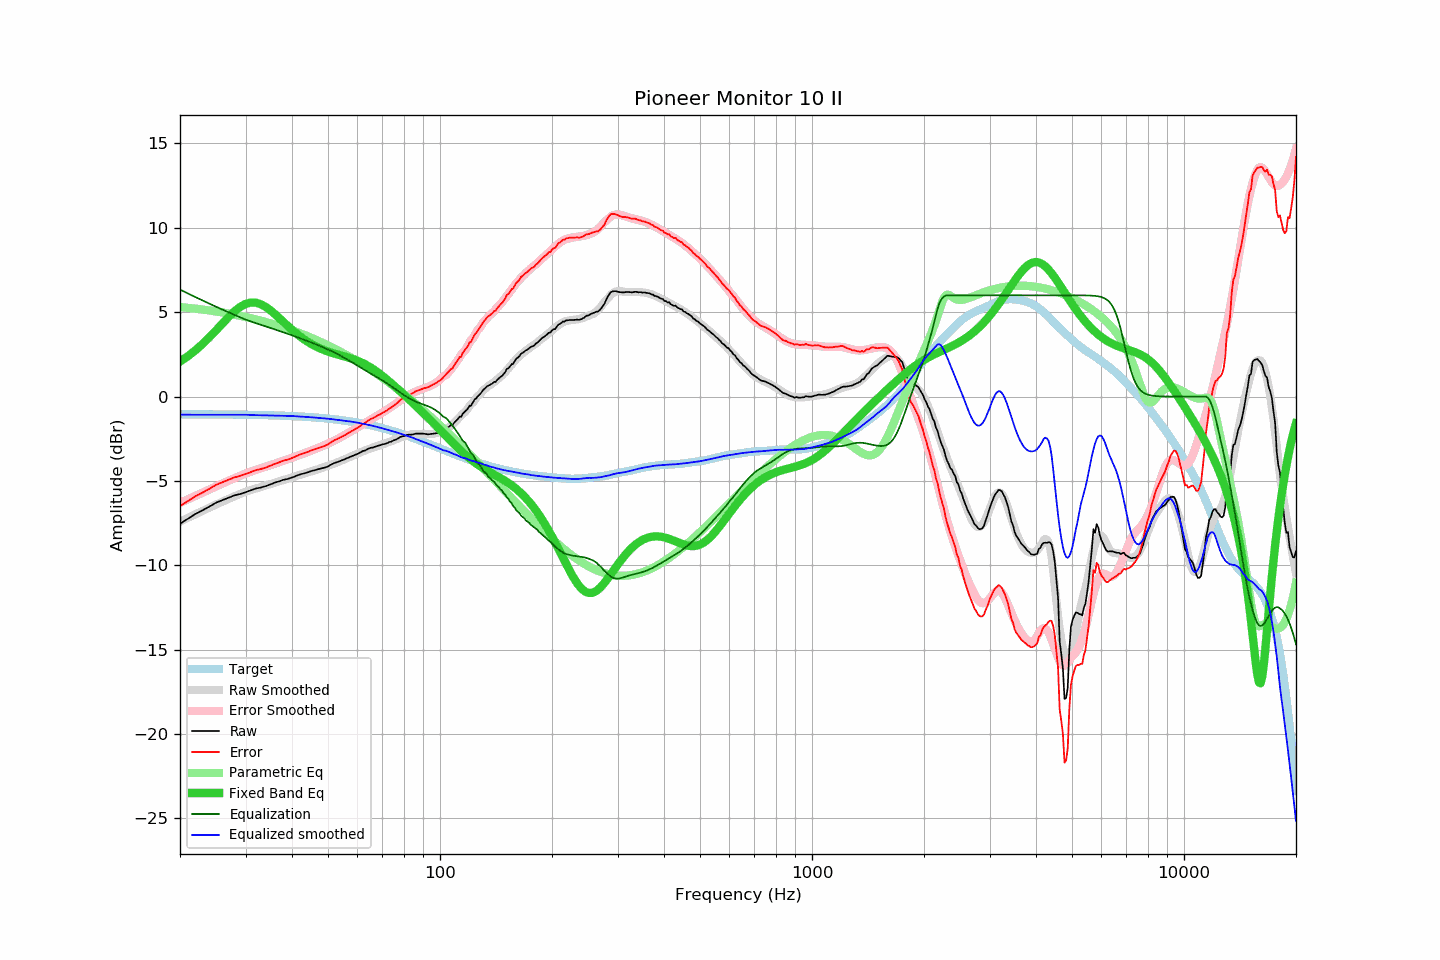 Pioneer Monitor 10 II
15
10
5
0
−5
−10
−15
−20
−25
Amplitude (dBr)
Target
Raw Smoothed
Error Smoothed
Raw
Error
Parametric Eq
Fixed Band Eq
Equalization
Equalized smoothed
100
1000
10000
Frequency (Hz)